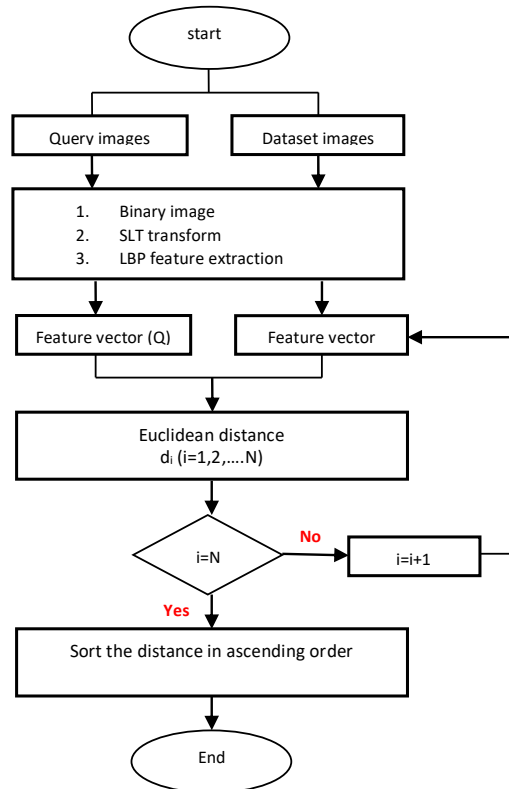 start
Query images
Dataset images
1. Binary image
2. SLT transform
3. LBP feature extraction
Feature vector (Q)
Feature vector
Euclidean distance
dᵢ (i=1,2,....N)
i=N
No
i=i+1
Yes
Sort the distance in ascending order
End